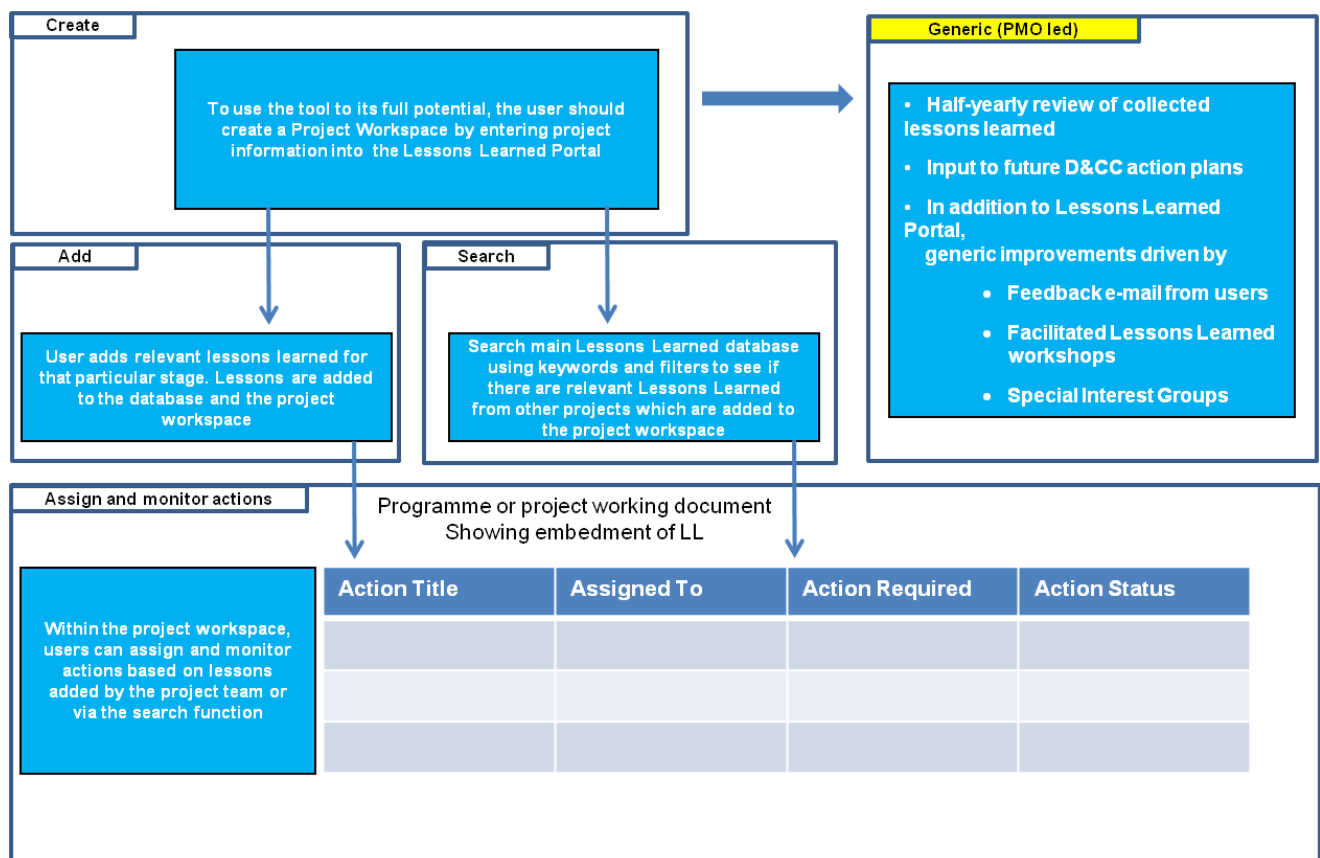 Create
To use the tool to its full potential, the user should
create a Project Workspace by entering project
information into the Lessons Learned Portal
Generic (PMO led)
• Half-yearly review of collected
lessons learned
• Input to future D&CC action plans
• In addition to Lessons Learned
Portal,
generic improvements driven by
• Feedback e-mail from users
• Facilitated Lessons Learned
workshops
• Special Interest Groups
Add
User adds relevant lessons learned for
that particular stage. Lessons are added
to the database and the project
workspace
Search
Search main Lessons Learned database
using keywords and filters to see if
there are relevant Lessons Learned
from other projects which are added to
the project workspace
Assign and monitor actions
Programme or project working document
Showing embedment of LL
Within the project workspace,
users can assign and monitor
actions based on lessons
added by the project team or
via the search function
Action Title Assigned To Action Required Action Status